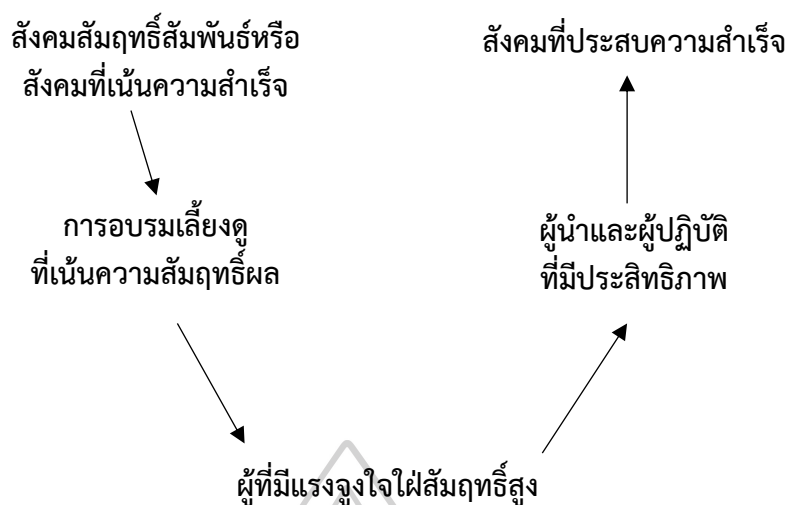 สังคมสัมฤทธิ์สัมพันธ์หรือ
สังคมที่เน้นความสำเร็จ
การอบรมเลี้ยงดู
ที่เน้นความสัมฤทธิ์ผล
ผู้ที่มีแรงจูงใจใฝ่สัมฤทธิ์สูง
ผู้นำและผู้ปฏิบัติ
ที่มีประสิทธิภาพ
สังคมที่ประสบความสำเร็จ